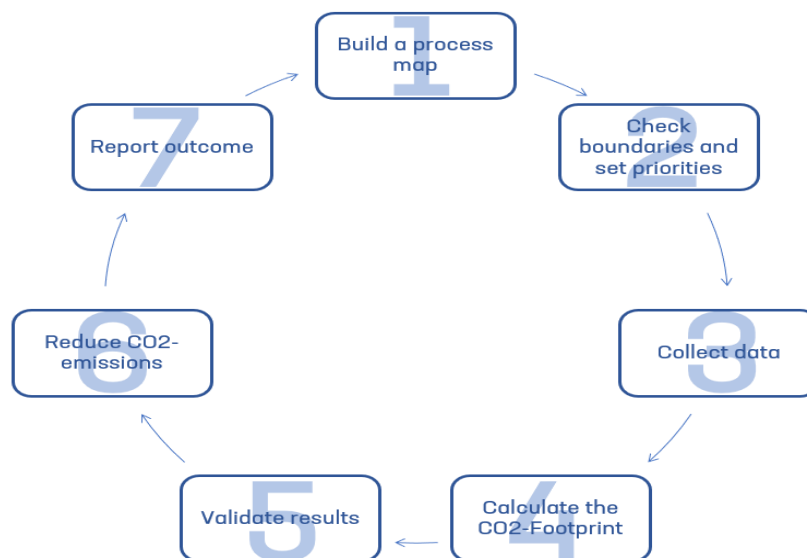 1
Build a process
map
2
Check
boundaries and
set priorities
3
Collect data
4
Calculate the
CO2-Footprint
5
Validate results
6
Reduce CO2-
emissions
7
Report outcome